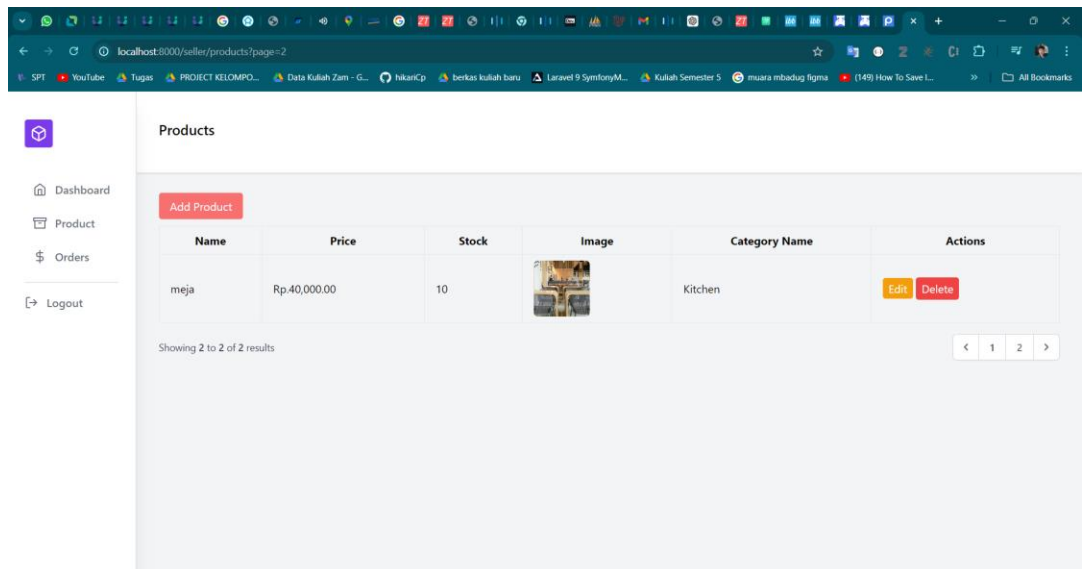 localhost:8000/seller/products?page=2
SPT YouTube Tugas PROJECT KELOMPO... Data Kuliah Zam - G... hikariCp berkas kuliah baru Laravel 9 SymfonyM... Kuliah Semester 5 muara mbadug figma (149) How To Save I... » All Bookmarks
Products
Dashboard
Product
$ Orders
Logout
Add Product
Name Price Stock Image Category Name Actions
meja Rp.40,000.00 10 Kitchen Edit Delete
Showing 2 to 2 of 2 results
< 1 2 >